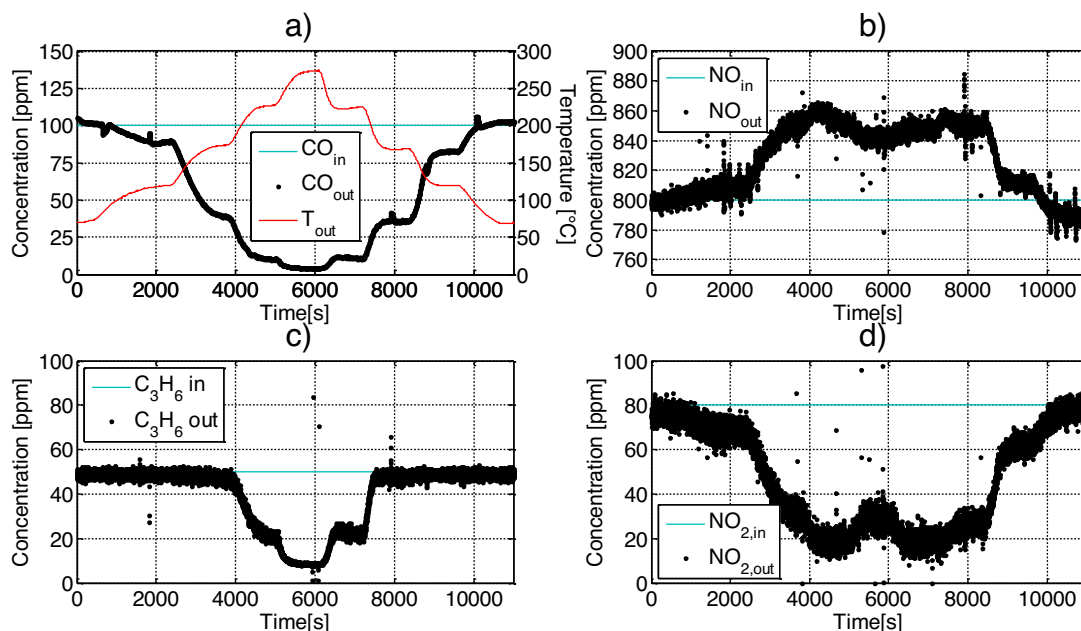 a)
150
125
100
75
50
25
0
300
250
200
150
100
50
0
Concentration [ppm]
Temperature [°C]
CO_in
CO_out
T_out
0 2000 4000 6000 8000 10000
Time[s]
b)
900
880
860
840
820
800
780
760
Concentration [ppm]
NO_in
NO_out
0 2000 4000 6000 8000 10000
Time[s]
c)
100
80
60
40
20
0
Concentration [ppm]
C_3H_6 in
C_3H_6 out
0 2000 4000 6000 8000 10000
Time[s]
d)
100
80
60
40
20
0
Concentration [ppm]
NO_2,in
NO_2,out
0 2000 4000 6000 8000 10000
Time[s]